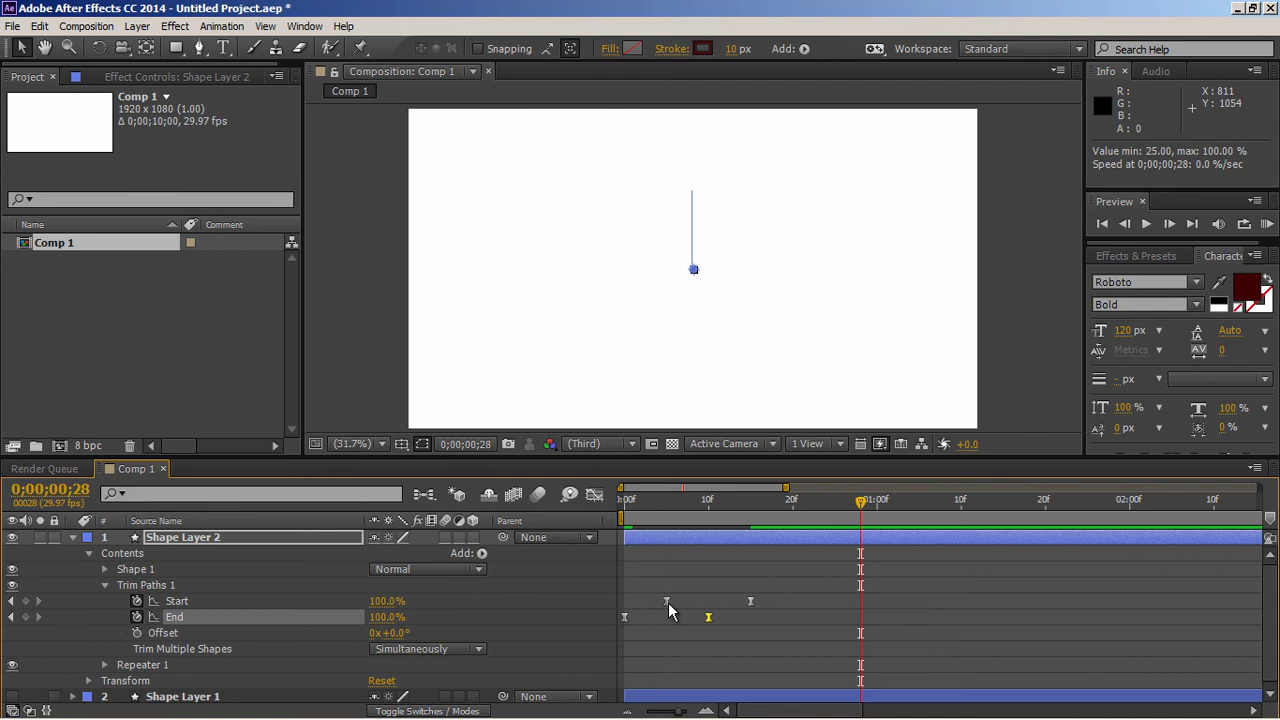 Adobe After Effects CC 2014 - Untitled Project.aep *
File Edit Composition Layer Effect Animation View Window Help
Snapping Fill: Stroke: 10 px Add: Workspace: Standard Search Help
Project Effect Controls: Shape Layer 2 Composition: Comp 1 Info Audio
Comp 1
1920 x 1080 (1.00)
Δ 0;00;10;00, 29.97 fps
Comp 1
R : X : 811
G : Y : 1054
B :
A : 0
Value min: 25.00, max: 100.00 %
Speed at 0;00;00;28: 0.0 %/sec
Preview
Name Comment
Comp 1
Effects & Presets Characte
Roboto
Bold
120 px Auto
Metrics 0
- px
100 % 100 %
0 px 0 %
8 bpc (31.7%) 0;00;00;28 (Third) Active Camera 1 View +0.0
Render Queue Comp 1
0;00;00;28
00028 (29.97 fps)
:00f 10f 20f 01:00f 10f 20f 02:00f 10f
# Source Name Parent
1 Shape Layer 2 None
Contents Add:
Shape 1 Normal
Trim Paths 1
Start 100.0%
End 100.0%
Offset 0x+0.0°
Trim Multiple Shapes Simultaneously
Repeater 1
Transform Reset
2 Shape Layer 1 None
Toggle Switches / Modes